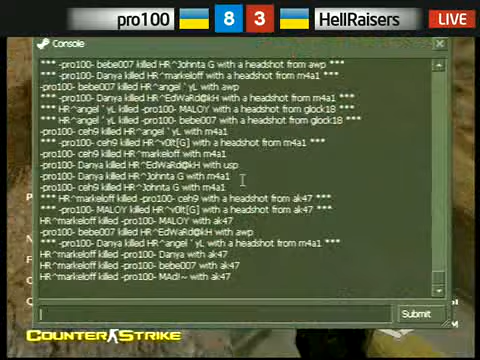 pro100 8 3 HellRaisers LIVE
Console
*** -pro100- bebe007 killed HR^Johnta G with a headshot from awp ***
*** -pro100- Danya killed HR^markeloff with a headshot from m4a1 ***
-pro100- bebe007 killed HR^angel `yL with awp
*** -pro100- Danya killed HR^EdWaRd@kH with a headshot from m4a1 ***
*** HR^angel `yL killed -pro100- MALOY with a headshot from glock18 ***
*** HR^angel `yL killed -pro100- bebe007 with a headshot from glock18 ***
-pro100- ceh9 killed HR^angel `yL with m4a1
*** -pro100- ceh9 killed HR^v0lt[G] with a headshot from m4a1 ***
-pro100- ceh9 killed HR^markeloff with m4a1
-pro100- Danya killed HR^EdWaRd@kH with usp
-pro100- Danya killed HR^Johnta G with m4a1
-pro100- ceh9 killed HR^Johnta G with m4a1
*** HR^markeloff killed -pro100- ceh9 with a headshot from ak47 ***
*** -pro100- MALOY killed HR^v0lt[G] with a headshot from ak47 ***
HR^markeloff killed -pro100- MALOY with ak47
-pro100- bebe007 killed HR^EdWaRd@kH with awp
*** -pro100- Danya killed HR^angel `yL with a headshot from m4a1 ***
HR^markeloff killed -pro100- Danya with ak47
HR^markeloff killed -pro100- bebe007 with ak47
HR^markeloff killed -pro100- MAd!-- with ak47
Submit
COUNTER STRIKE